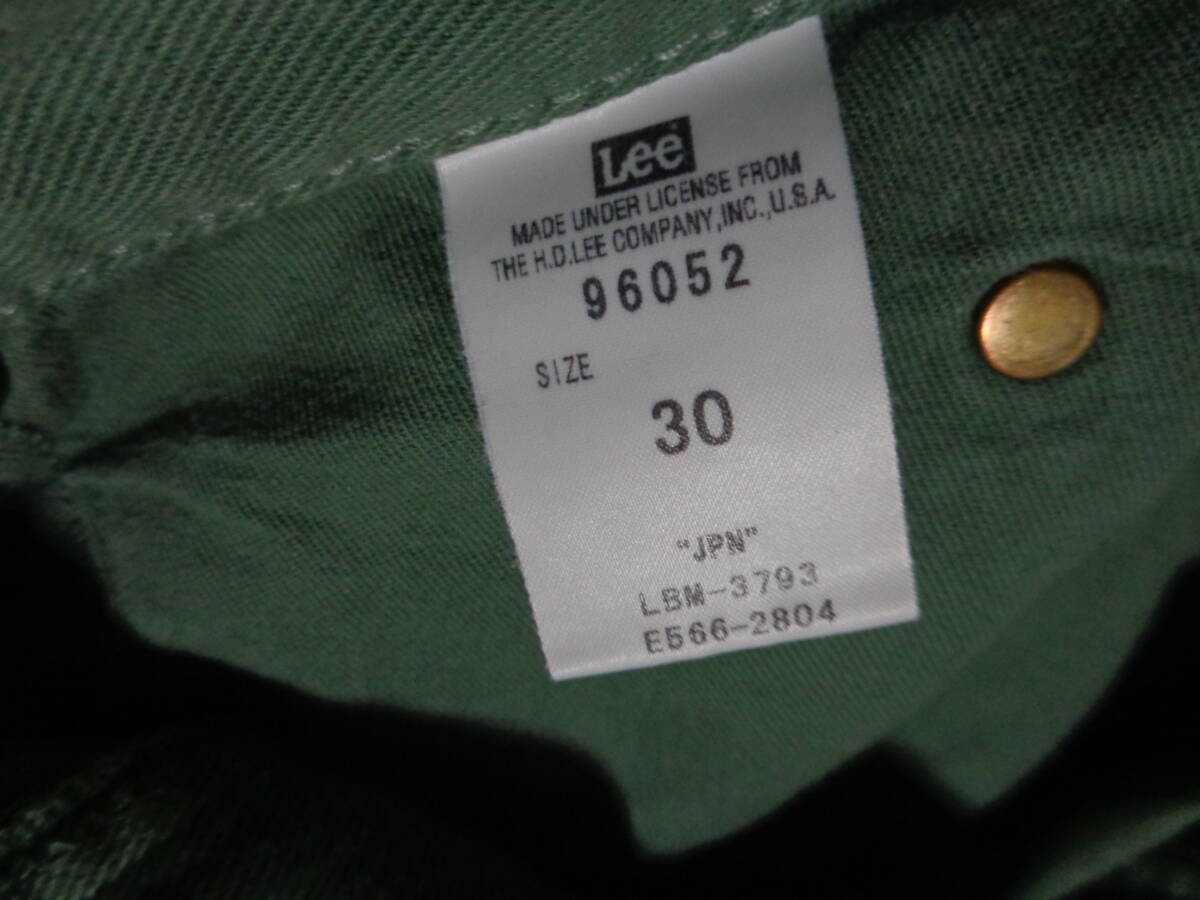 Lee
MADE UNDER LICENSE FROM
THE H.D.LEE COMPANY,INC.,U.S.A.
96052
SIZE
30
"JPN"
LBM-3793
E566-2804